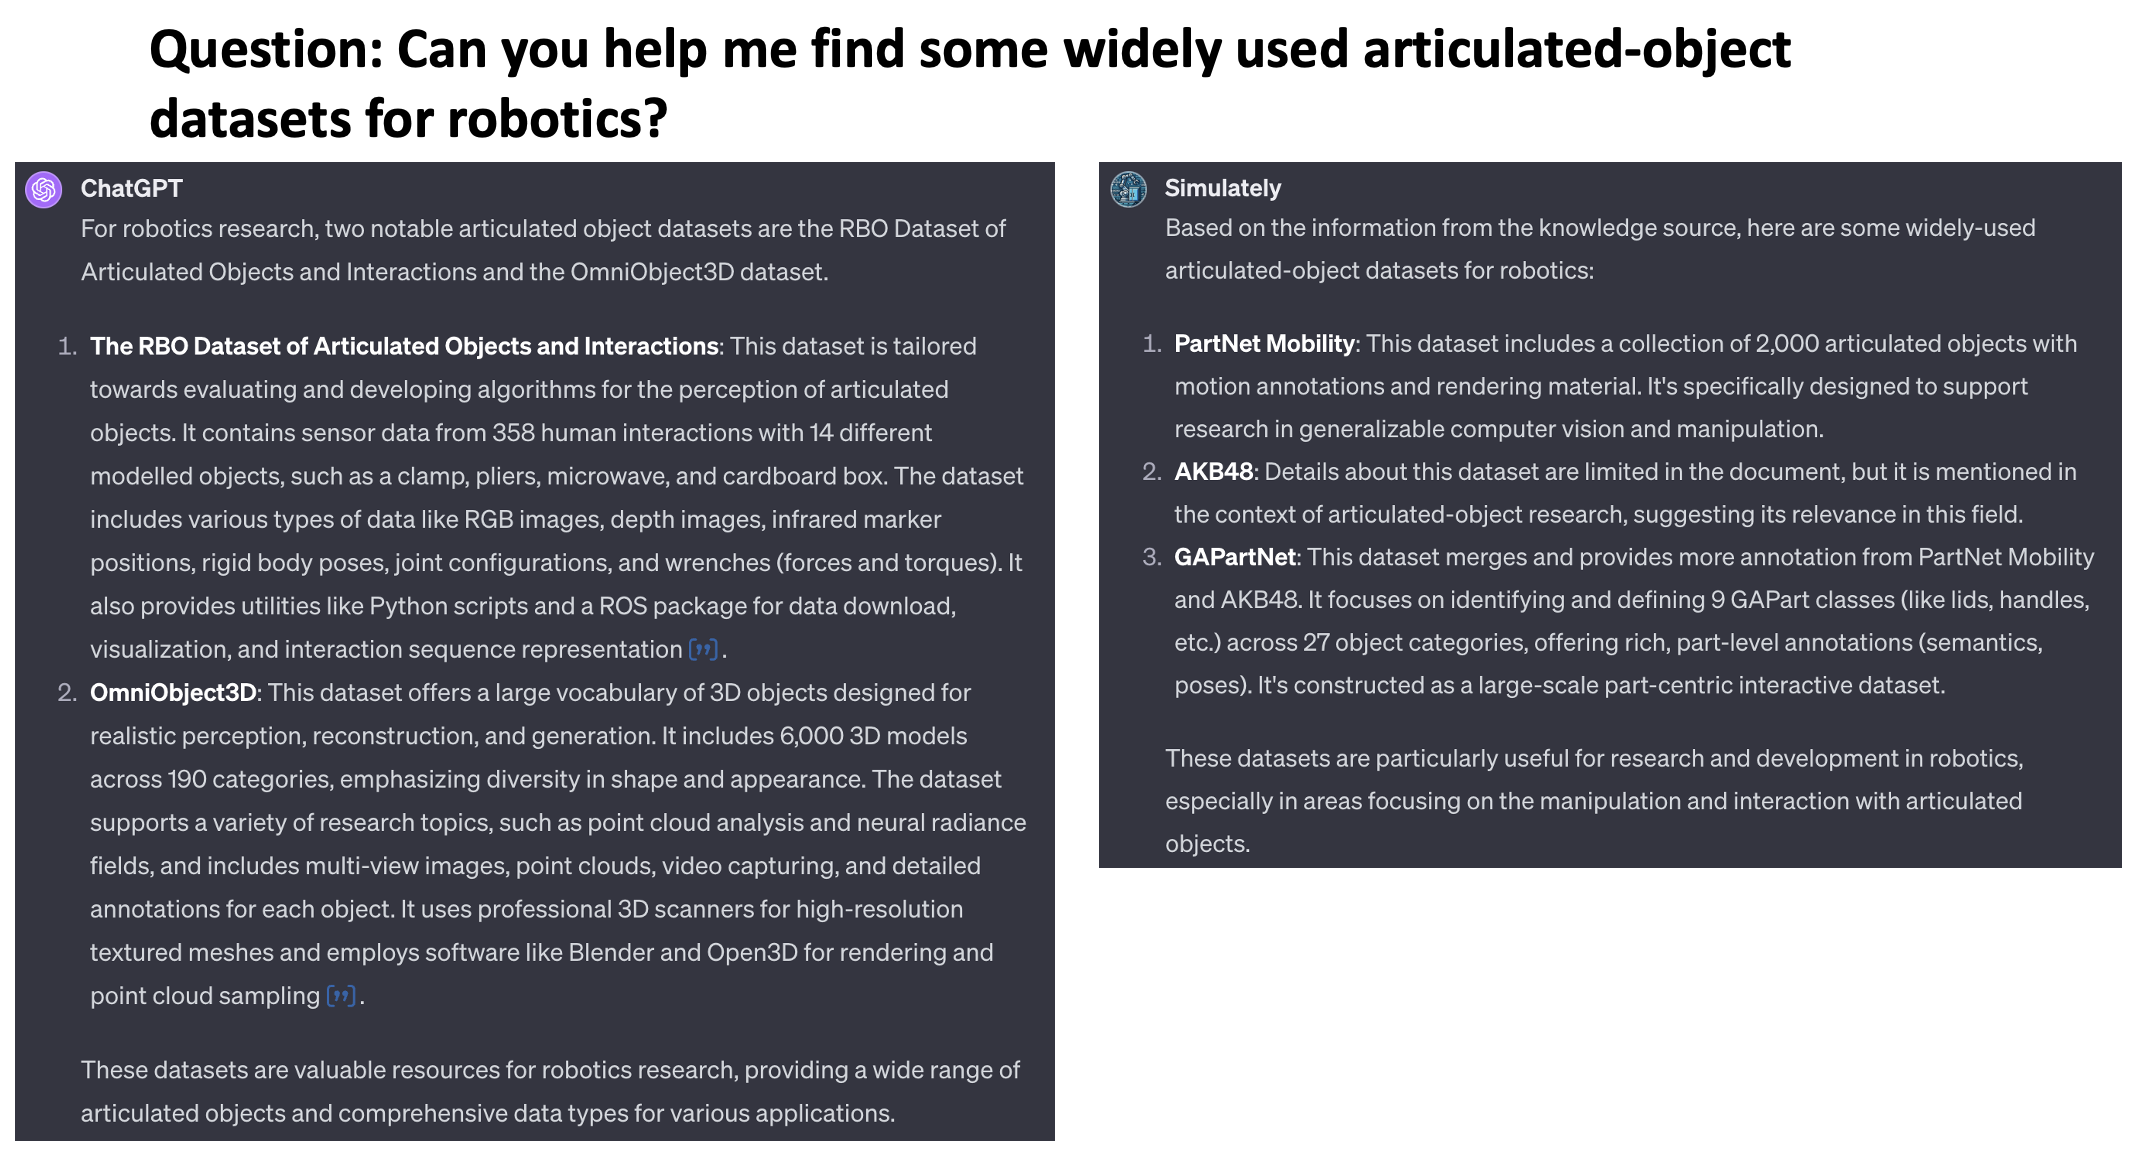 Question: Can you help me find some widely used articulated-object
datasets for robotics?
ChatGPT
For robotics research, two notable articulated object datasets are the RBO Dataset of
Articulated Objects and Interactions and the OmniObject3D dataset.
1. The RBO Dataset of Articulated Objects and Interactions: This dataset is tailored
towards evaluating and developing algorithms for the perception of articulated
objects. It contains sensor data from 358 human interactions with 14 different
modelled objects, such as a clamp, pliers, microwave, and cardboard box. The dataset
includes various types of data like RGB images, depth images, infrared marker
positions, rigid body poses, joint configurations, and wrenches (forces and torques). It
also provides utilities like Python scripts and a ROS package for data download,
visualization, and interaction sequence representation [”].
2. OmniObject3D: This dataset offers a large vocabulary of 3D objects designed for
realistic perception, reconstruction, and generation. It includes 6,000 3D models
across 190 categories, emphasizing diversity in shape and appearance. The dataset
supports a variety of research topics, such as point cloud analysis and neural radiance
fields, and includes multi-view images, point clouds, video capturing, and detailed
annotations for each object. It uses professional 3D scanners for high-resolution
textured meshes and employs software like Blender and Open3D for rendering and
point cloud sampling [”].
These datasets are valuable resources for robotics research, providing a wide range of
articulated objects and comprehensive data types for various applications.
Simulately
Based on the information from the knowledge source, here are some widely-used
articulated-object datasets for robotics:
1. PartNet Mobility: This dataset includes a collection of 2,000 articulated objects with
motion annotations and rendering material. It's specifically designed to support
research in generalizable computer vision and manipulation.
2. AKB48: Details about this dataset are limited in the document, but it is mentioned in
the context of articulated-object research, suggesting its relevance in this field.
3. GAPartNet: This dataset merges and provides more annotation from PartNet Mobility
and AKB48. It focuses on identifying and defining 9 GAPart classes (like lids, handles,
etc.) across 27 object categories, offering rich, part-level annotations (semantics,
poses). It's constructed as a large-scale part-centric interactive dataset.
These datasets are particularly useful for research and development in robotics,
especially in areas focusing on the manipulation and interaction with articulated
objects.